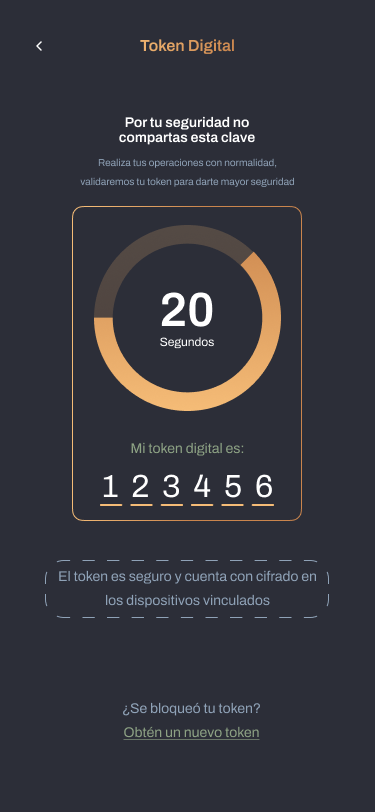 Token Digital
Por tu seguridad no
compartas esta clave
Realiza tus operaciones con normalidad,
validaremos tu token para darte mayor seguridad
20
Segundos
Mi token digital es:
1 2 3 4 5 6
El token es seguro y cuenta con cifrado en
los dispositivos vinculados
¿Se bloqueó tu token?
Obtén un nuevo token